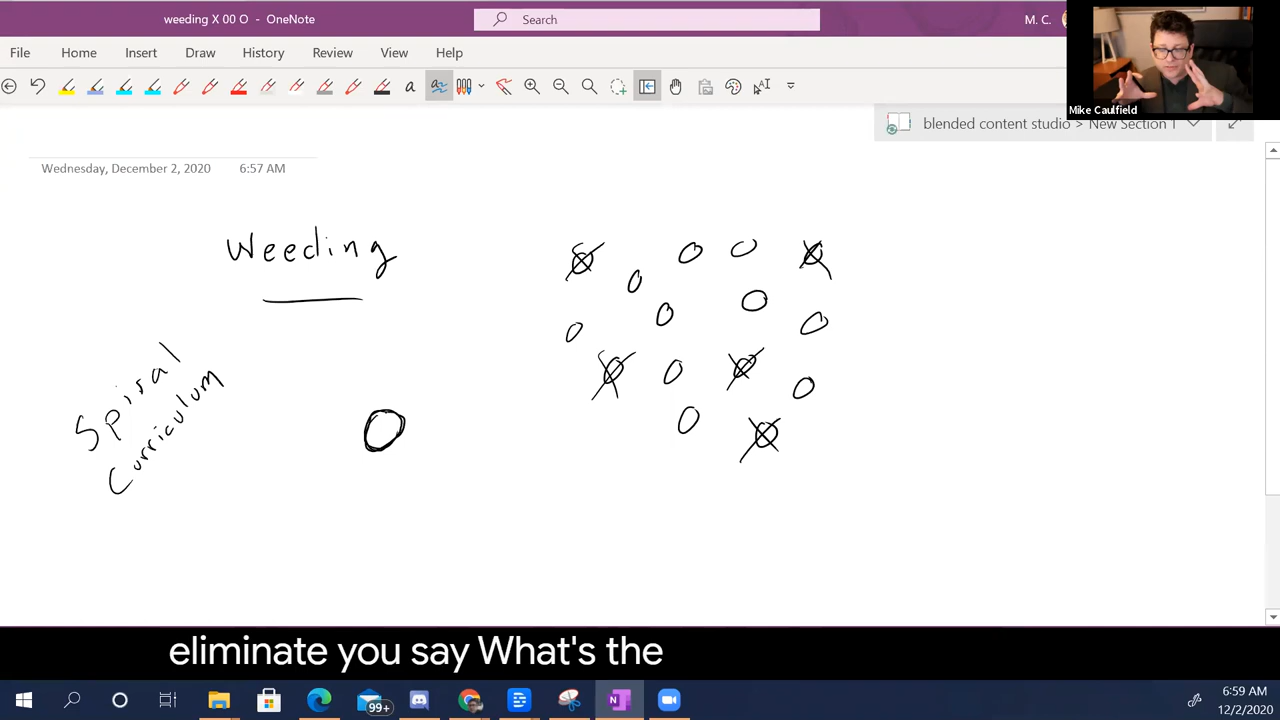 weeding X 00 O - OneNote
Search
M. C.
File Home Insert Draw History Review View Help
Mike Caulfield
blended content studio > New Section 1
Wednesday, December 2, 2020 6:57 AM
Weeding
Spiral
Curriculum
eliminate you say What's the
99+
6:59 AM
12/2/2020